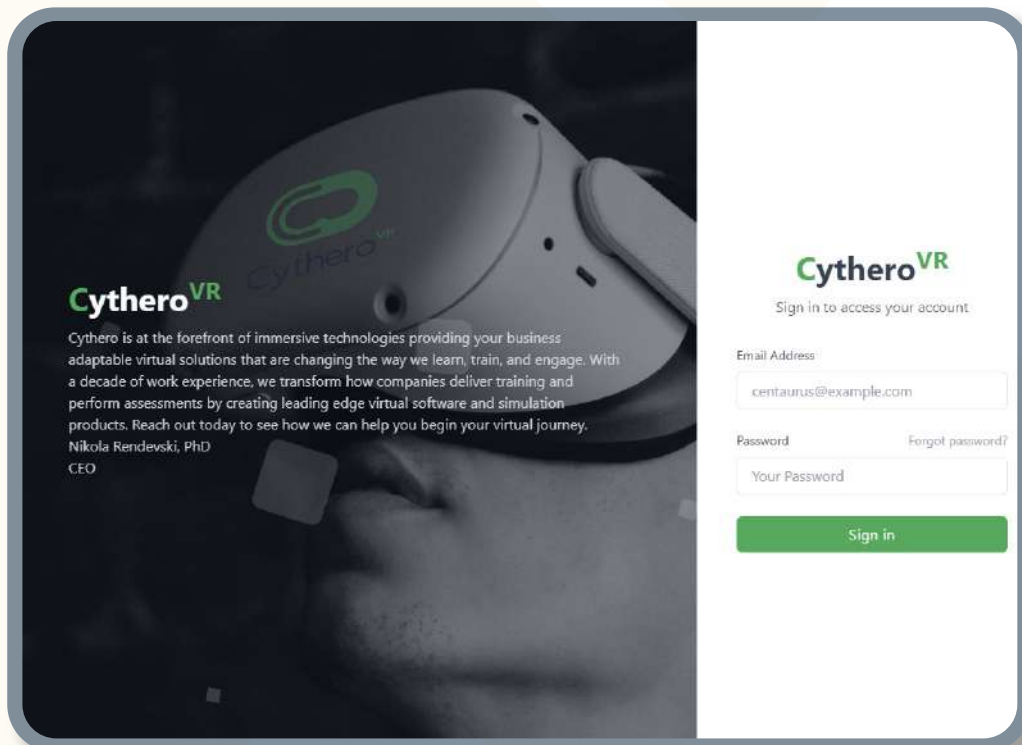 Cythero VR
CytheroVR
Cythero is at the forefront of immersive technologies providing your business
adaptable virtual solutions that are changing the way we learn, train, and engage. With
a decade of work experience, we transform how companies deliver training and
perform assessments by creating leading edge virtual software and simulation
products. Reach out today to see how we can help you begin your virtual journey.
Nikola Rendevski, PhD
CEO
CytheroVR
Sign in to access your account
Email Address
centaurus@example.com
Password Forgot password?
Your Password
Sign in